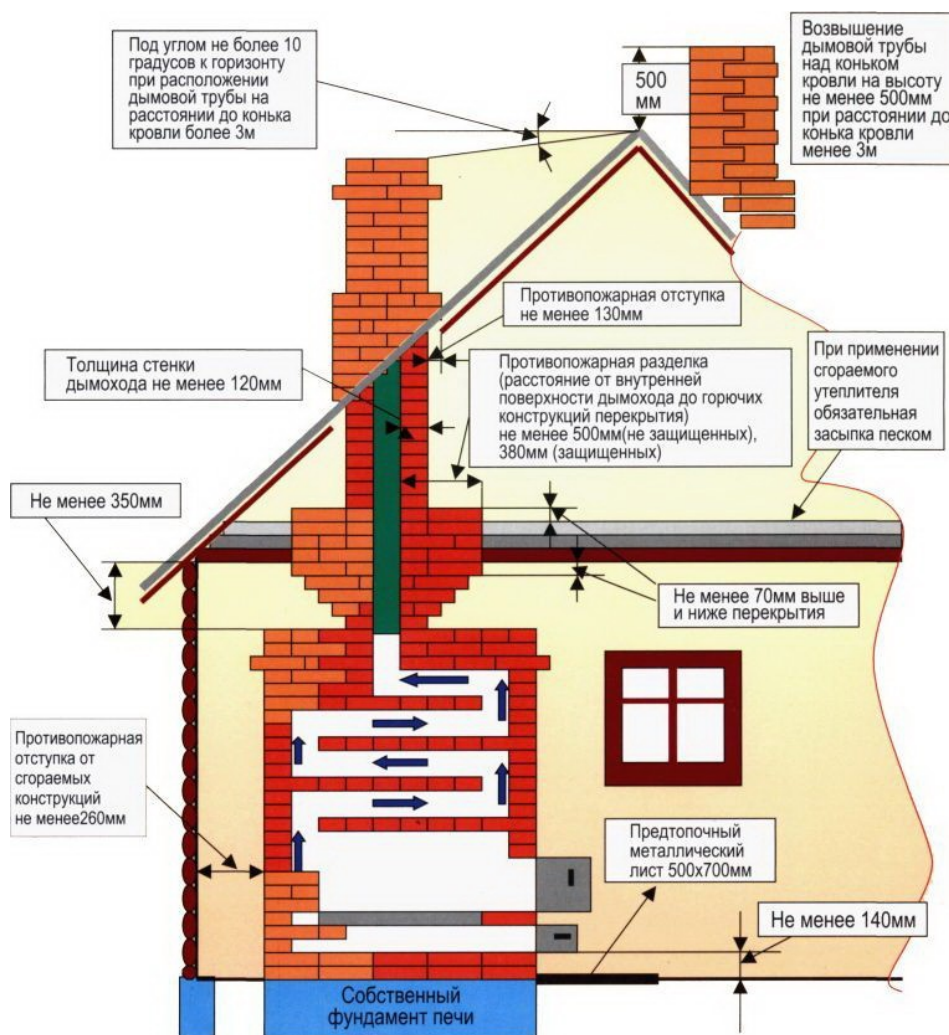 Под углом не более 10
градусов к горизонту
при расположении
дымовой трубы на
расстоянии до конька
кровли более 3м
500
мм
Возвышение
дымовой трубы
над коньком
кровли на высоту
не менее 500мм
при расстоянии до
конька кровли
менее 3м
Противопожарная отступка
не менее 130мм
Толщина стенки
дымохода не менее 120мм
Противопожарная разделка
(расстояние от внутренней
поверхности дымохода до горючих
конструкций перекрытия)
не менее 500мм(не защищенных),
380мм (защищенных)
При применении
сгораемого
утеплителя
обязательная
засыпка песком
Не менее 350мм
Не менее 70мм выше
и ниже перекрытия
Противопожарная
отступка от
сгораемых
конструкций
не менее260мм
Предтопочный
металлический
лист 500х700мм
Не менее 140мм
Собственный
фундамент печи